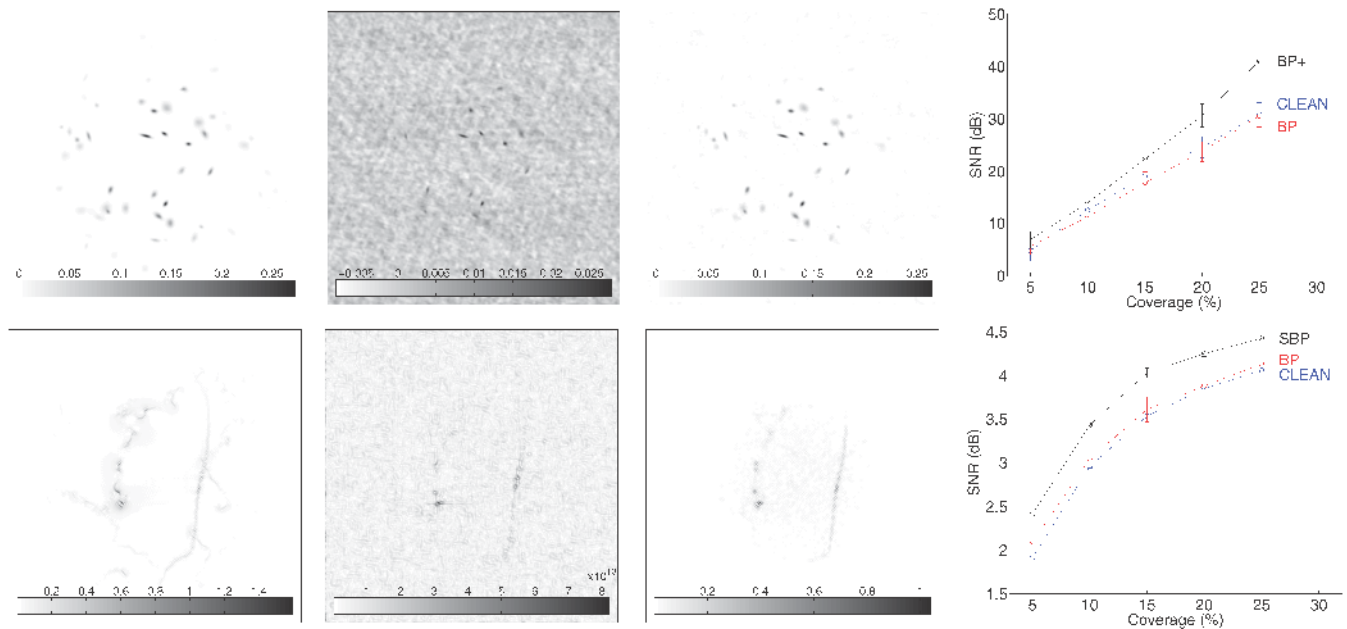 0 0.05 0.1 0.15 0.2 0.25
−0.005 0 0.005 0.01 0.015 0.02 0.025
0 0.05 0.1 0.15 0.2 0.25
50
40
30
20
10
0
SNR (dB)
BP+
CLEAN
BP
5 10 15 20 25 30
Coverage (%)
0.2 0.4 0.6 0.8 1 1.2 1.4
1 2 3 4 5 6 7 8
0.2 0.4 0.6 0.8 1
4.5
4
3.5
3
2.5
2
1.5
SNR (dB)
SBP
BP
CLEAN
5 10 15 20 25 30
Coverage (%)